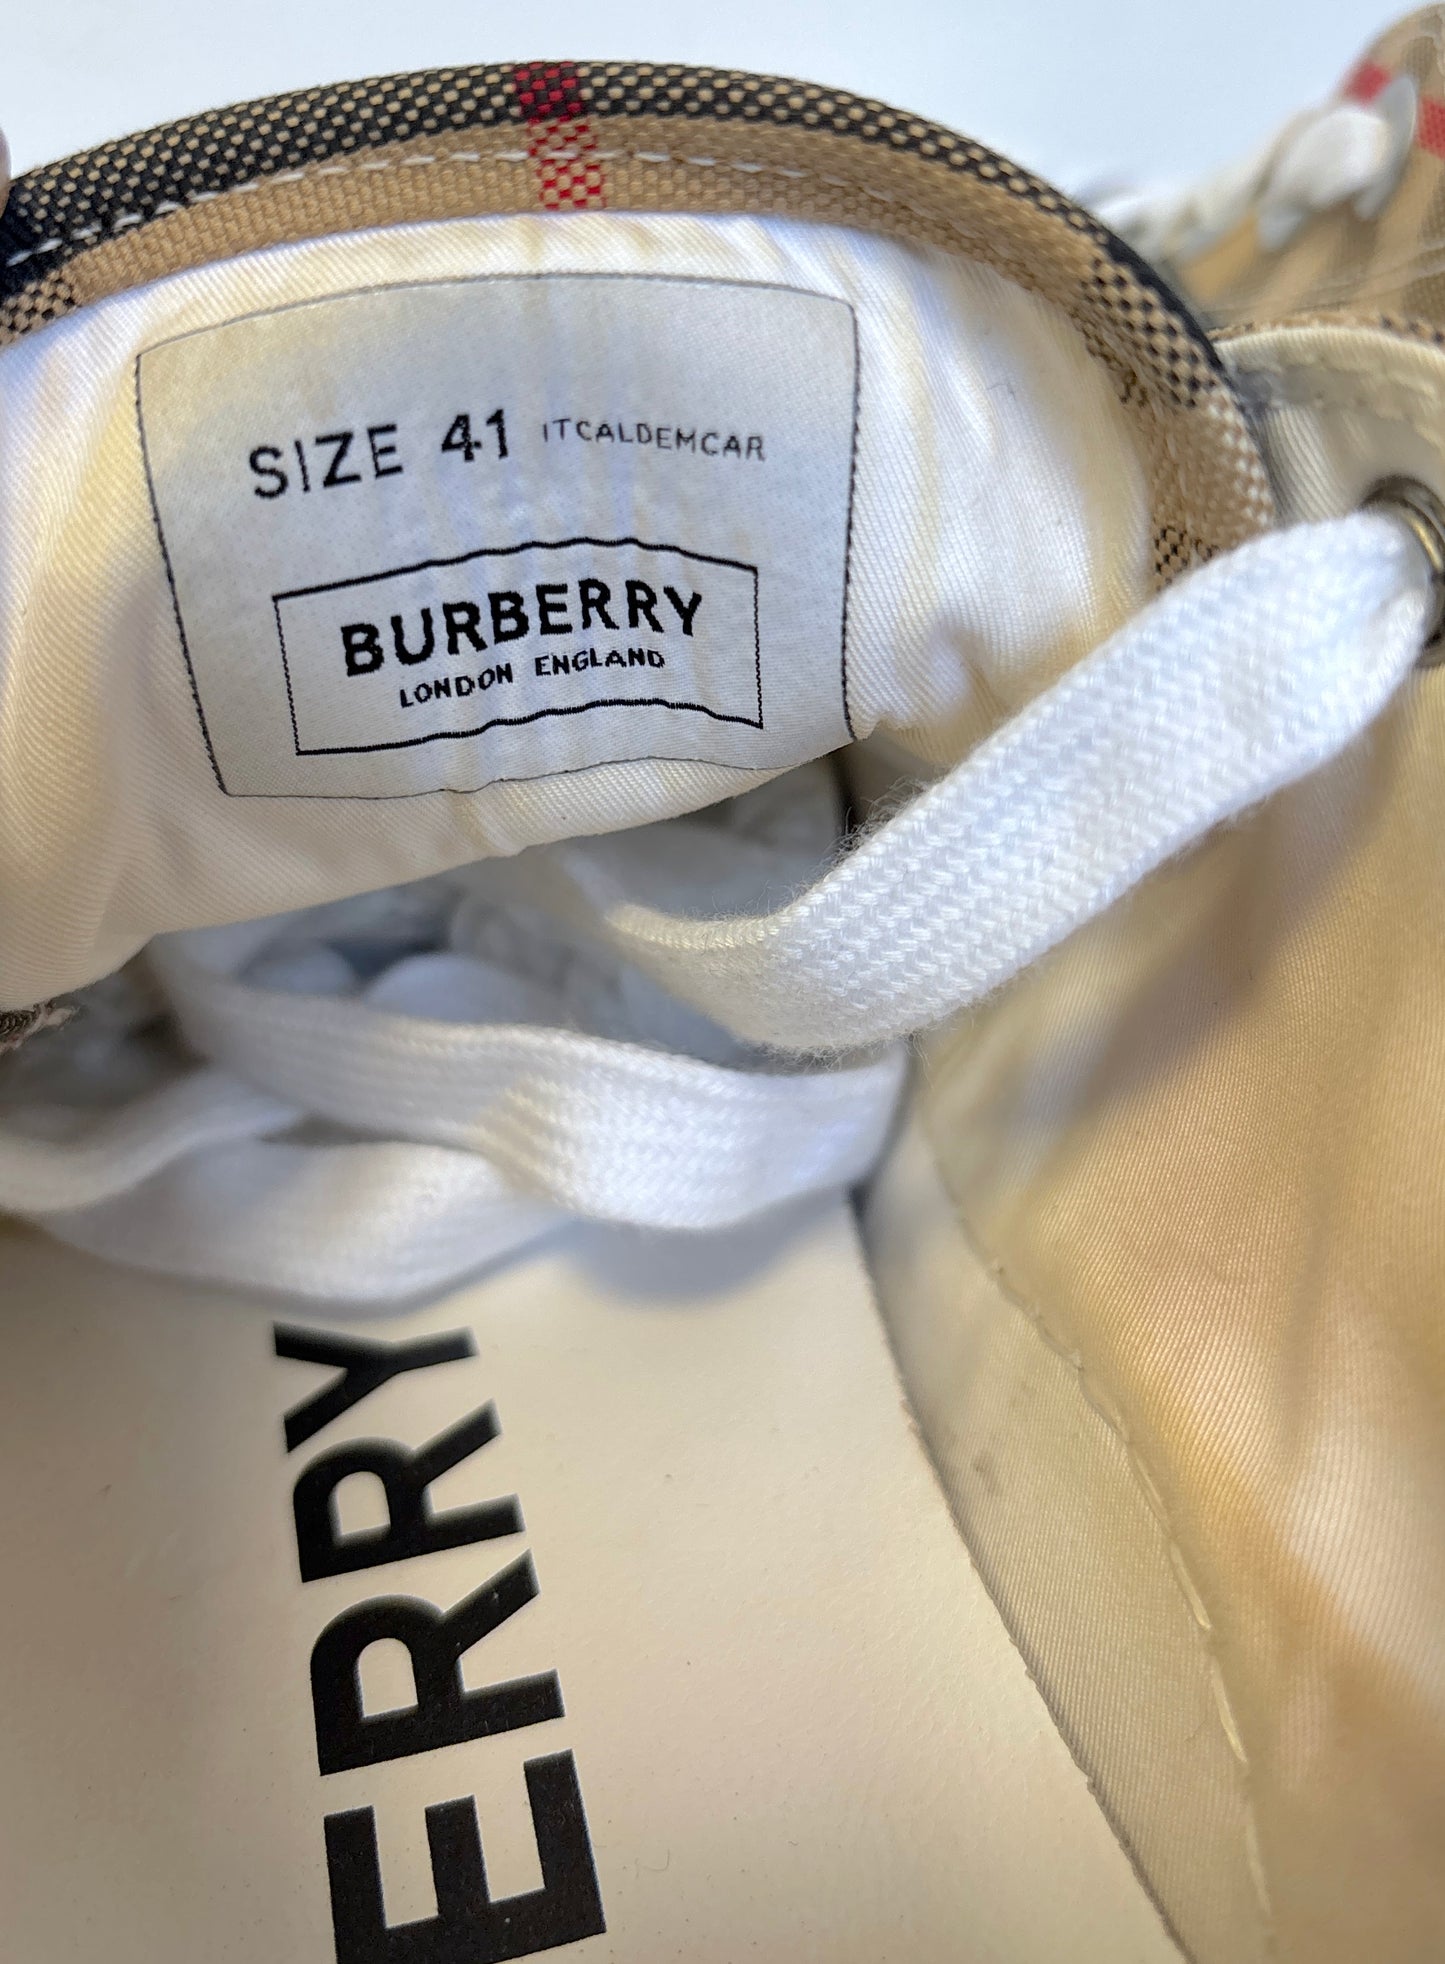 SIZE 41 ITCALDEMCAR
BURBERRY
LONDON ENGLAND
ERRY